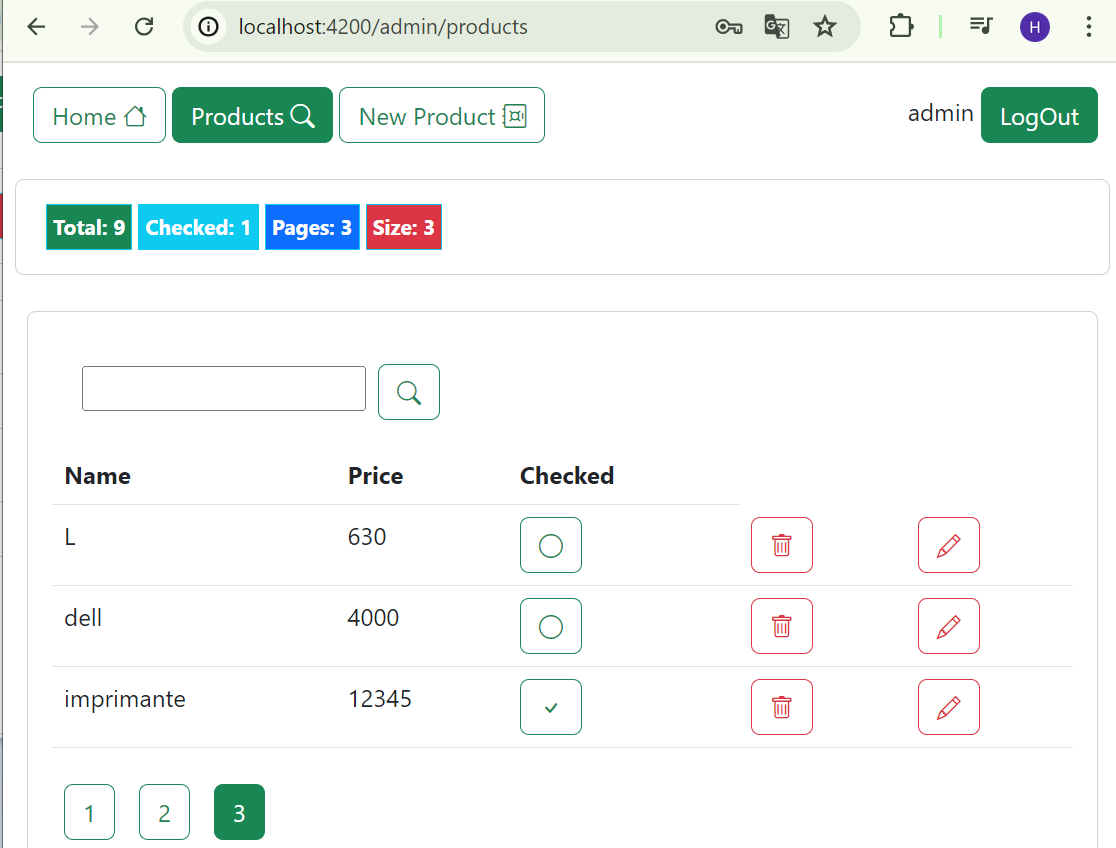 localhost:4200/admin/products
H
Home Products New Product admin LogOut
Total: 9 Checked: 1 Pages: 3 Size: 3
Name Price Checked
L 630
dell 4000
imprimante 12345
1 2 3